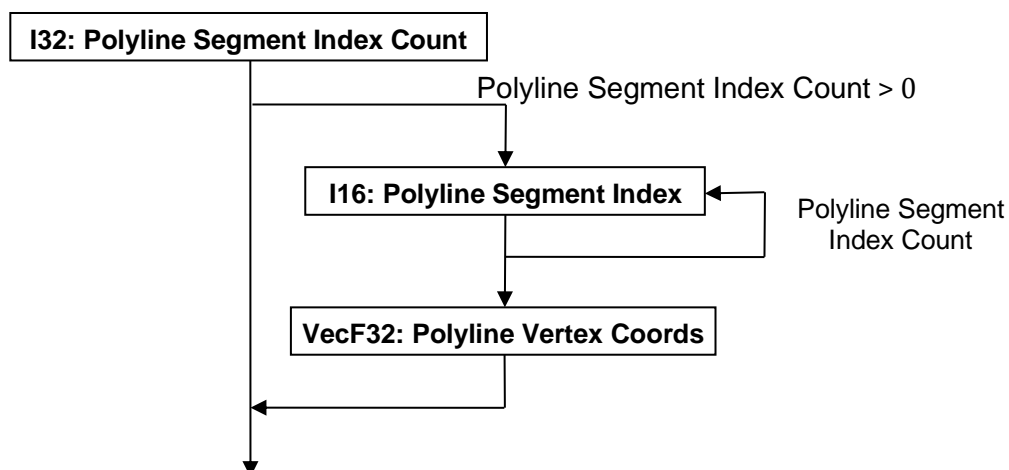 I32: Polyline Segment Index Count
Polyline Segment Index Count > 0
I16: Polyline Segment Index
Polyline Segment
Index Count
VecF32: Polyline Vertex Coords